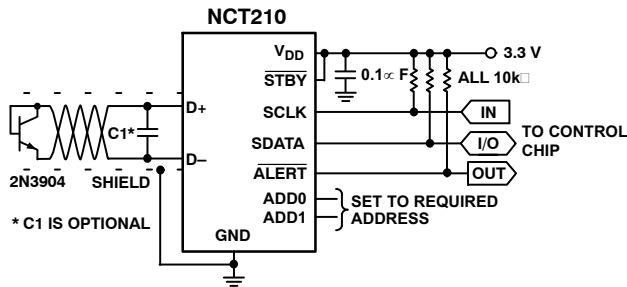 NCT210
VDD
STBY
SCLK
SDATA
ALERT
ADD0
ADD1
GND
D+
D–
3.3 V
0.1∝ F
ALL 10k□
IN
I/O
OUT
TO CONTROL
CHIP
SET TO REQUIRED
ADDRESS
C1*
2N3904
SHIELD
* C1 IS OPTIONAL